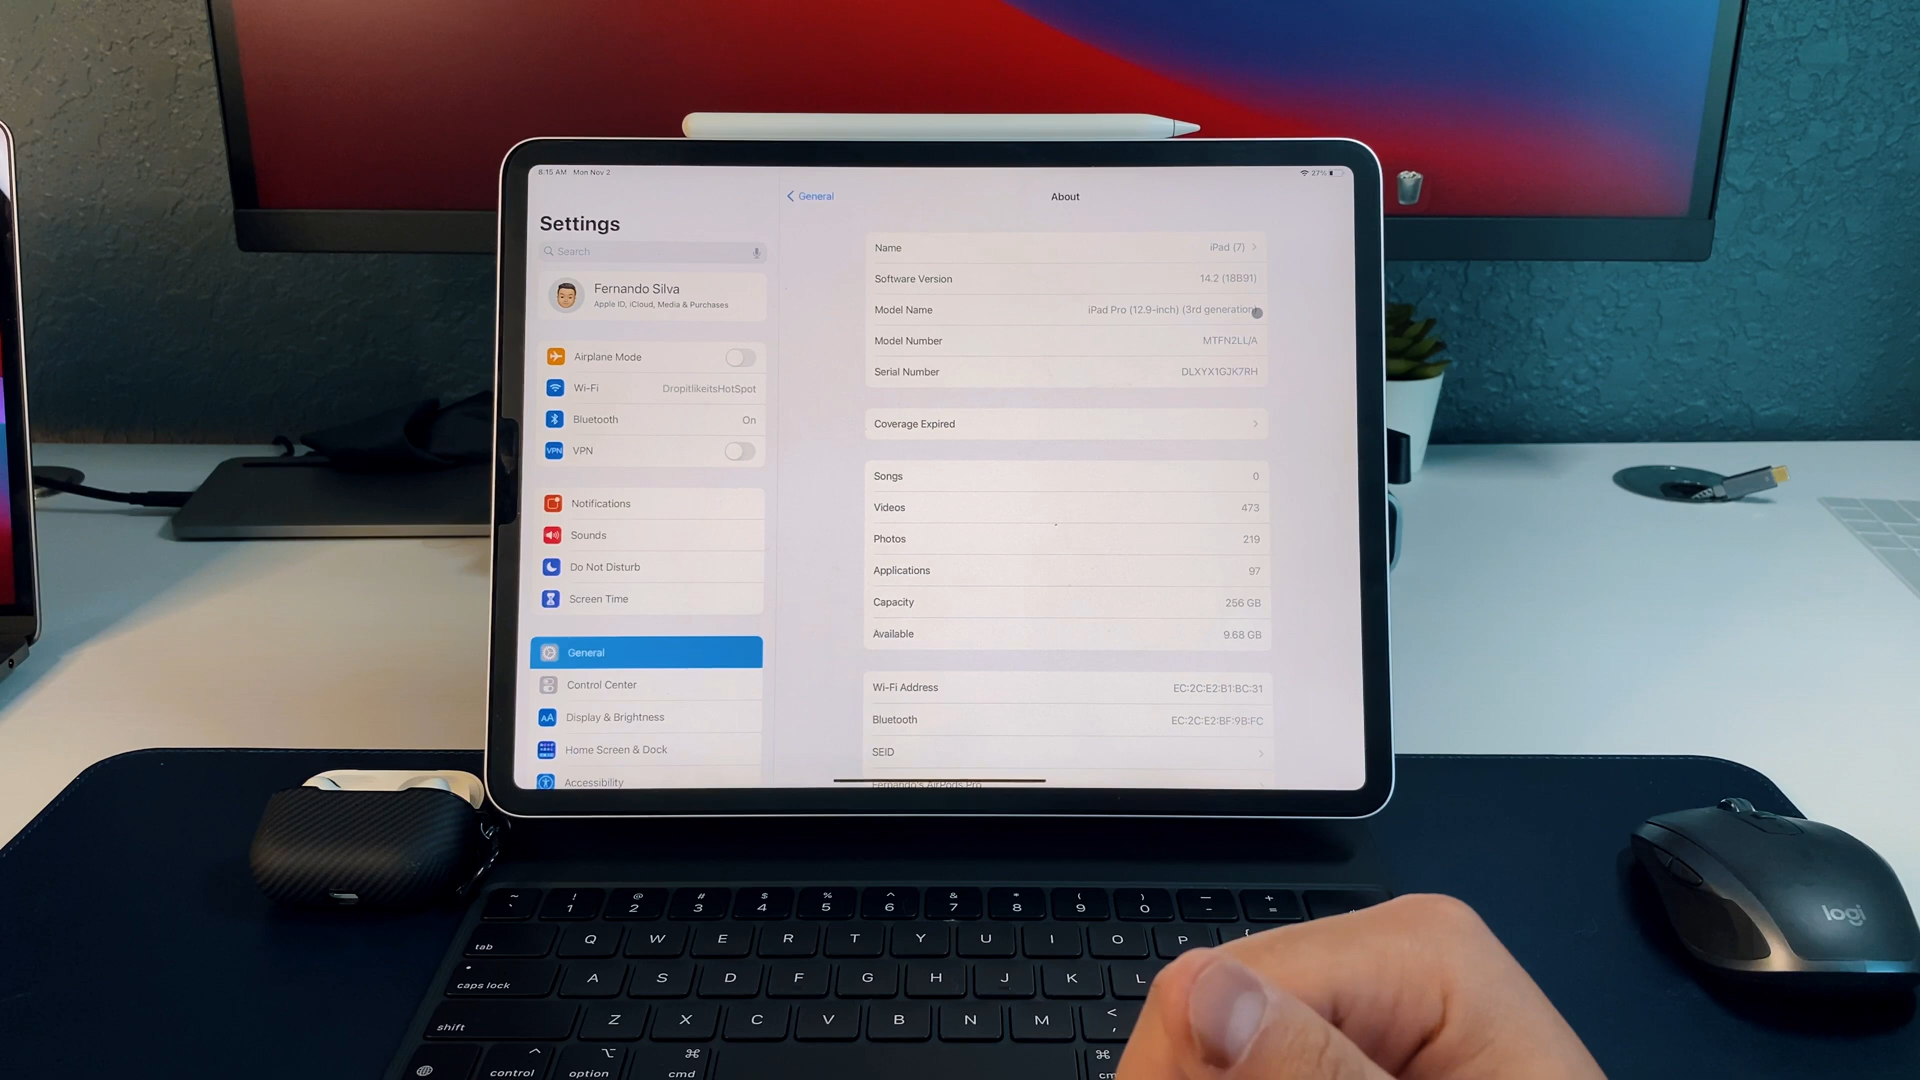 8:15 AM Mon Nov 2
27%
Settings
Search
Fernando Silva
Apple ID, iCloud, Media & Purchases
Airplane Mode
Wi-Fi DropitlikeitsHotSpot
Bluetooth On
VPN VPN
Notifications
Sounds
Do Not Disturb
Screen Time
General
Control Center
AA Display & Brightness
Home Screen & Dock
Accessibility
General
About
Name iPad (7)
Software Version 14.2 (18B91)
Model Name iPad Pro (12.9-inch) (3rd generation)
Model Number MTFN2LL/A
Serial Number DLXYX1GJK7RH
Coverage Expired
Songs 0
Videos 473
Photos 219
Applications 97
Capacity 256 GB
Available 9.68 GB
Wi-Fi Address EC:2C:E2:B1:BC:31
Bluetooth EC:2C:E2:BF:9B:FC
SEID
Fernando's AirPods Pro
~ ! @ # $ % ^ & * ( ) — +
` 1 2 3 4 5 6 7 8 9 0 - =
tab Q W E R T Y U I O P {
caps lock A S D F G H J K L
shift Z X C V B N M < ,
control option cmd
logi